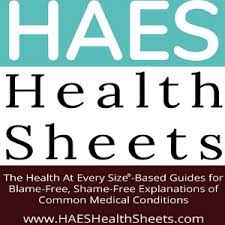 HAES
Health
Sheets
The Health At Every Size®-Based Guides for
Blame-Free, Shame-Free Explanations of
Common Medical Conditions
www.HAESHealthSheets.com